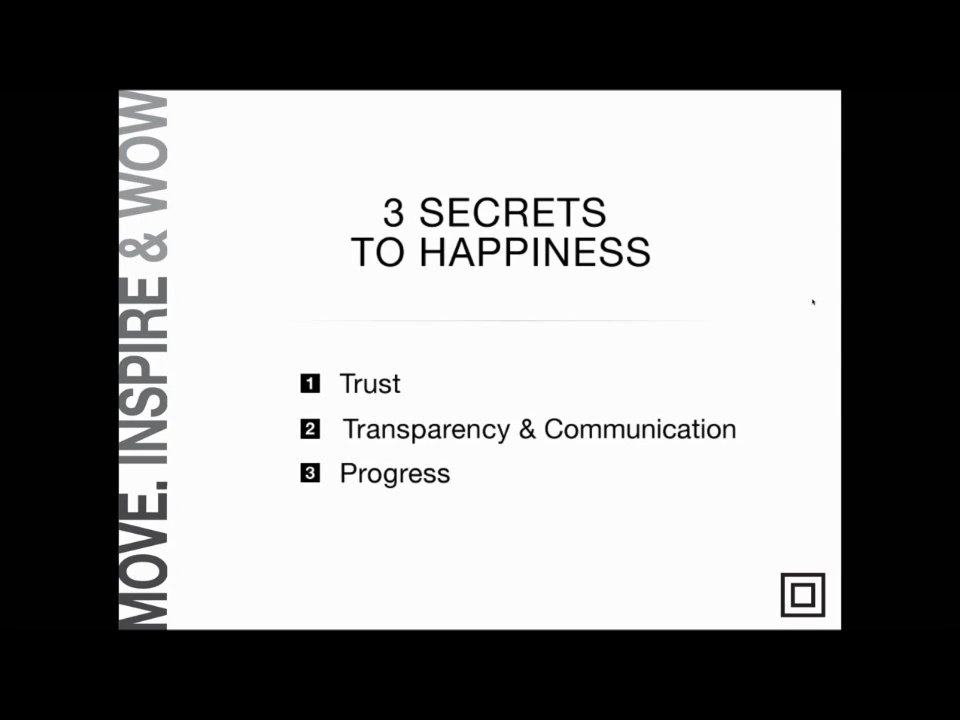 MOVE. INSPIRE & WOW
3 SECRETS
TO HAPPINESS
1 Trust
2 Transparency & Communication
3 Progress